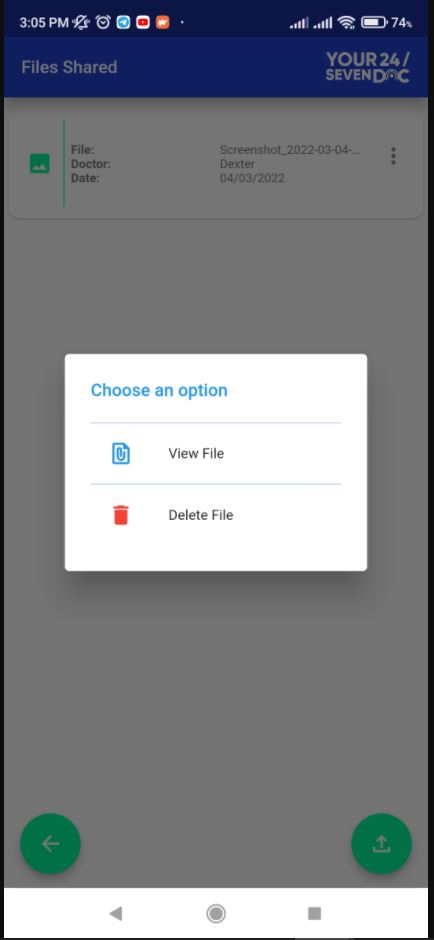 3:05 PM
74%
Files Shared
YOUR 24/
SEVEN DOC
File: Screenshot_2022-03-04-...
Doctor: Dexter
Date: 04/03/2022
Choose an option
View File
Delete File